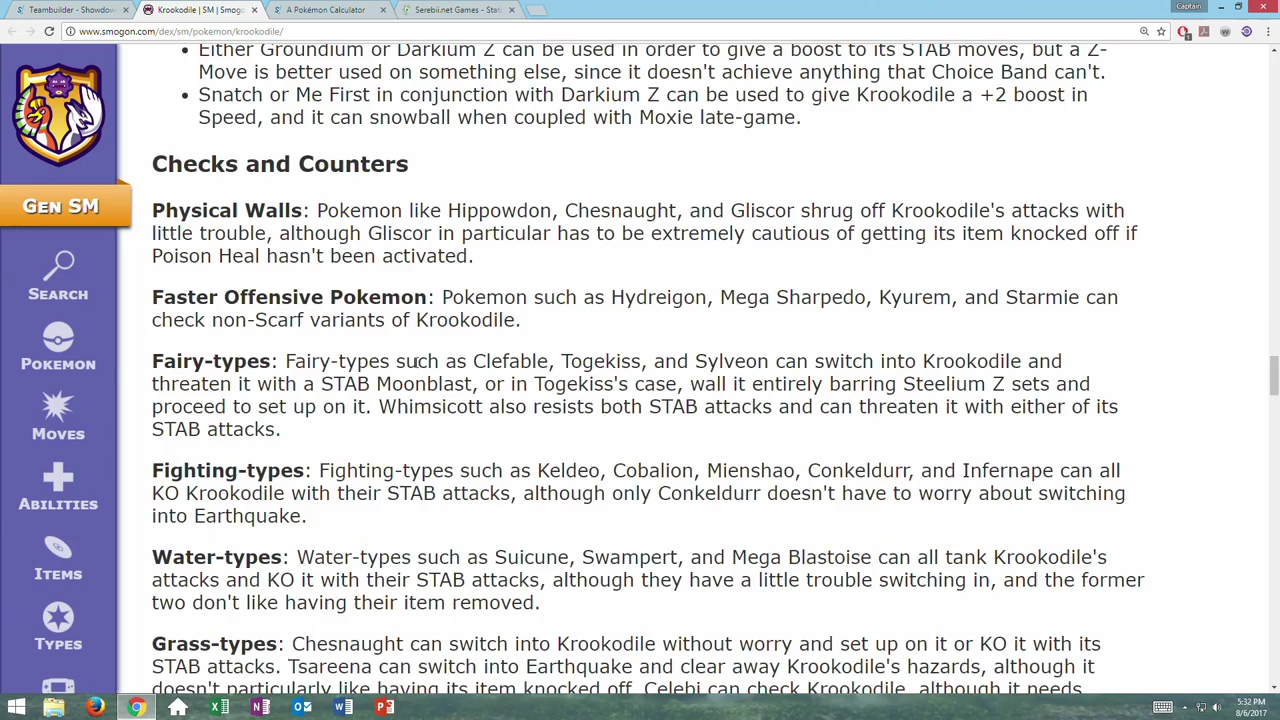 Teambuilder - Showdow
Krookodile | SM | Smogo
A Pokémon Calculator
Serebii.net Games - Stat
Captain
www.smogon.com/dex/sm/pokemon/krookodile/
Either Groundium or Darkium Z can be used in order to give a boost to its STAB moves, but a Z-
Move is better used on something else, since it doesn't achieve anything that Choice Band can't.
Snatch or Me First in conjunction with Darkium Z can be used to give Krookodile a +2 boost in
Speed, and it can snowball when coupled with Moxie late-game.
Checks and Counters
Physical Walls: Pokemon like Hippowdon, Chesnaught, and Gliscor shrug off Krookodile's attacks with
little trouble, although Gliscor in particular has to be extremely cautious of getting its item knocked off if
Poison Heal hasn't been activated.
Faster Offensive Pokemon: Pokemon such as Hydreigon, Mega Sharpedo, Kyurem, and Starmie can
check non-Scarf variants of Krookodile.
Fairy-types: Fairy-types such as Clefable, Togekiss, and Sylveon can switch into Krookodile and
threaten it with a STAB Moonblast, or in Togekiss's case, wall it entirely barring Steelium Z sets and
proceed to set up on it. Whimsicott also resists both STAB attacks and can threaten it with either of its
STAB attacks.
Fighting-types: Fighting-types such as Keldeo, Cobalion, Mienshao, Conkeldurr, and Infernape can all
KO Krookodile with their STAB attacks, although only Conkeldurr doesn't have to worry about switching
into Earthquake.
Water-types: Water-types such as Suicune, Swampert, and Mega Blastoise can all tank Krookodile's
attacks and KO it with their STAB attacks, although they have a little trouble switching in, and the former
two don't like having their item removed.
Grass-types: Chesnaught can switch into Krookodile without worry and set up on it or KO it with its
STAB attacks. Tsareena can switch into Earthquake and clear away Krookodile's hazards, although it
doesn't particularly like having its item knocked off. Celebi can check Krookodile, although it needs
GEN SM
SEARCH
POKEMON
MOVES
ABILITIES
ITEMS
TYPES
5:32 PM
8/6/2017